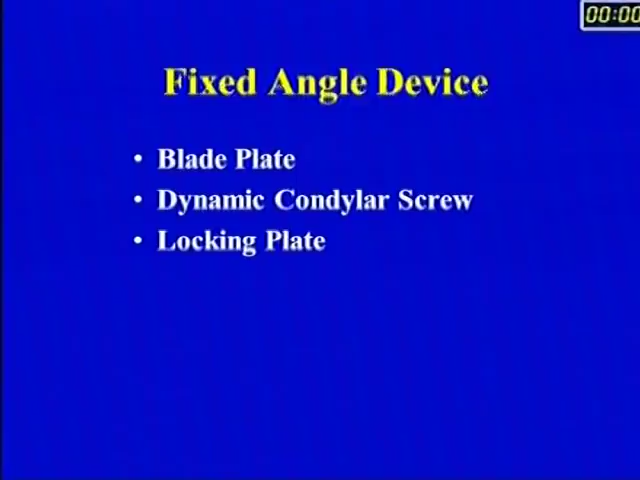 00:00
Fixed Angle Device
• Blade Plate
• Dynamic Condylar Screw
• Locking Plate